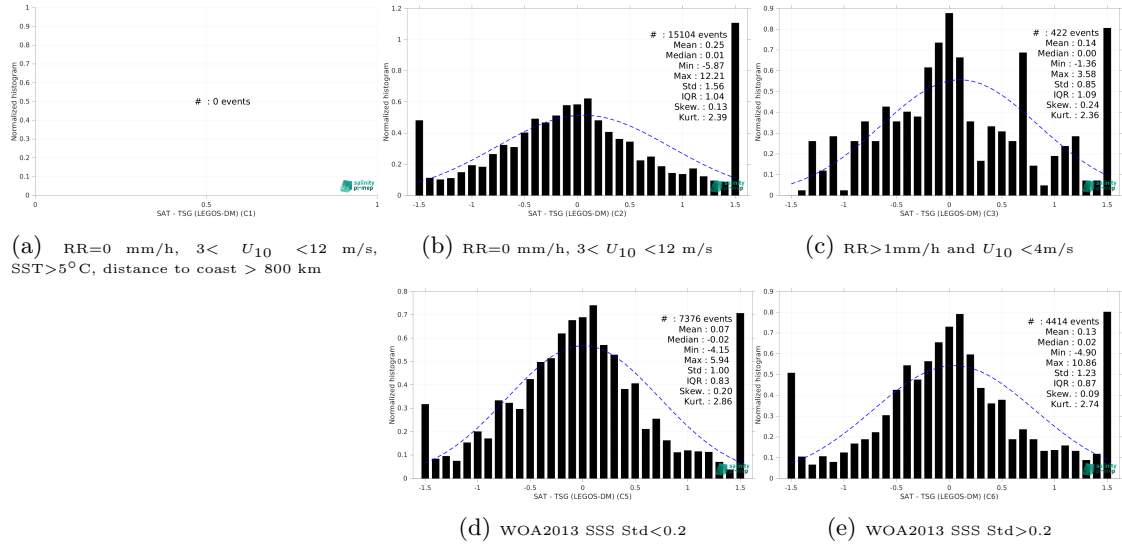 1
0.9
0.8
0.7
0.6
0.5
0.4
0.3
0.2
0.1
0
Normalized histogram
# : 0 events
salinity
pi-mep
0 0.5 1
SAT - TSG (LEGOS-DM) (C1)
(a) RR=0 mm/h, 3< U10 <12 m/s,
SST>5°C, distance to coast > 800 km
1.2
1
0.8
0.6
0.4
0.2
0
Normalized histogram
# : 15104 events
Mean : 0.25
Median : 0.01
Min : -5.87
Max : 12.21
Std : 1.56
IQR : 1.04
Skew. : 0.13
Kurt. : 2.39
salinity
pi-mep
-1.5 -1 -0.5 0 0.5 1 1.5
SAT - TSG (LEGOS-DM) (C2)
(b) RR=0 mm/h, 3< U10 <12 m/s
0.9
0.8
0.7
0.6
0.5
0.4
0.3
0.2
0.1
0
Normalized histogram
# : 422 events
Mean : 0.14
Median : 0.00
Min : -1.36
Max : 3.58
Std : 0.85
IQR : 1.09
Skew. : 0.24
Kurt. : 2.36
salinity
pi-mep
-1.5 -1 -0.5 0 0.5 1 1.5
SAT - TSG (LEGOS-DM) (C3)
(c) RR>1mm/h and U10 <4m/s
0.8
0.7
0.6
0.5
0.4
0.3
0.2
0.1
0
Normalized histogram
# : 7376 events
Mean : 0.07
Median : -0.02
Min : -4.15
Max : 5.94
Std : 1.00
IQR : 0.83
Skew. : 0.20
Kurt. : 2.86
salinity
pi-mep
-1.5 -1 -0.5 0 0.5 1 1.5
SAT - TSG (LEGOS-DM) (C5)
(d) WOA2013 SSS Std<0.2
0.9
0.8
0.7
0.6
0.5
0.4
0.3
0.2
0.1
0
Normalized histogram
# : 4414 events
Mean : 0.13
Median : 0.02
Min : -4.90
Max : 10.86
Std : 1.23
IQR : 0.87
Skew. : 0.09
Kurt. : 2.74
salinity
pi-mep
-1.5 -1 -0.5 0 0.5 1 1.5
SAT - TSG (LEGOS-DM) (C6)
(e) WOA2013 SSS Std>0.2